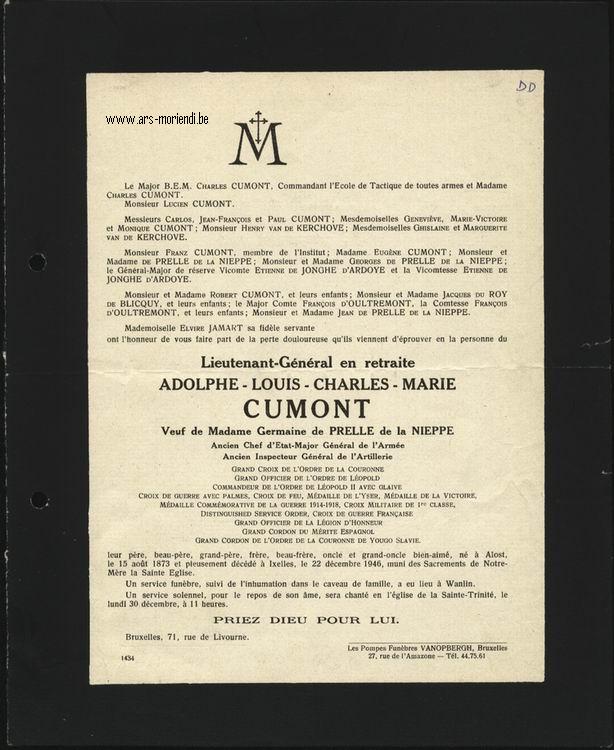 DD
www.ars-moriendi.be
M
Le Major B.E.M. CHARLES CUMONT, Commandant l'Ecole de Tactique de toutes armes et Madame
CHARLES CUMONT.
Monsieur LUCIEN CUMONT.
Messieurs CARLOS, JEAN-FRANÇOIS et PAUL CUMONT; Mesdemoiselles GENEVIÈVE, MARIE-VICTOIRE
et MONIQUE CUMONT; Monsieur HENRY VAN DE KERCHOVE; Mesdemoiselles GHISLAINE et MARGUERITE
VAN DE KERCHOVE.
Monsieur FRANZ CUMONT, membre de l'Institut; Madame EUGÈNE CUMONT; Monsieur et
Madame DE PRELLE DE LA NIEPPE; Monsieur et Madame GEORGES DE PRELLE DE LA NIEPPE;
le Général-Major de réserve Vicomte ETIENNE DE JONGHE D'ARDOYE et la Vicomtesse ETIENNE DE
JONGHE D'ARDOYE.
Monsieur et Madame ROBERT CUMONT, et leurs enfants; Monsieur et Madame JACQUES DU ROY
DE BLICQUY, et leurs enfants; le Major Comte FRANÇOIS D'OULTREMONT, la Comtesse FRANÇOIS
D'OULTREMONT, et leurs enfants; Monsieur et Madame JEAN DE PRELLE DE LA NIEPPE.
Mademoiselle ELVIRE JAMART sa fidèle servante
ont l'honneur de vous faire part de la perte douloureuse qu'ils viennent d'éprouver en la personne du
Lieutenant-Général en retraite
ADOLPHE - LOUIS - CHARLES - MARIE
CUMONT
Veuf de Madame Germaine de PRELLE de la NIEPPE
Ancien Chef d'Etat-Major Général de l'Armée
Ancien Inspecteur Général de l'Artillerie
GRAND CROIX DE L'ORDRE DE LA COURONNE
GRAND OFFICIER DE L'ORDRE DE LÉOPOLD
COMMANDEUR DE L'ORDRE DE LÉOPOLD II AVEC GLAIVE
CROIX DE GUERRE AVEC PALMES, CROIX DE FEU, MÉDAILLE DE L'YSER, MÉDAILLE DE LA VICTOIRE,
MÉDAILLE COMMÉMORATIVE DE LA GUERRE 1914-1918, CROIX MILITAIRE DE 1re CLASSE,
DISTINGUISHED SERVICE ORDER, CROIX DE GUERRE FRANÇAISE
GRAND OFFICIER DE LA LÉGION D'HONNEUR
GRAND CORDON DU MÉRITE ESPAGNOL
GRAND CORDON DE L'ORDRE DE LA COURONNE DE YOUGO SLAVIE.
leur père, beau-père, grand-père, frère, beau-frère, oncle et grand-oncle bien-aimé, né à Alost,
le 15 août 1873 et pieusement décédé à Ixelles, le 22 décembre 1946, muni des Sacrements de Notre-
Mère la Sainte Eglise.
Un service funèbre, suivi de l'inhumation dans le caveau de famille, a eu lieu à Wanlin.
Un service solennel, pour le repos de son âme, sera chanté en l'église de la Sainte-Trinité, le
lundi 30 décembre, à 11 heures.
PRIEZ DIEU POUR LUI.
Bruxelles, 71, rue de Livourne.
Les Pompes Funèbres VANOPBERGH, Bruxelles
27, rue de l'Amazone — Tél. 44.75.61
1434